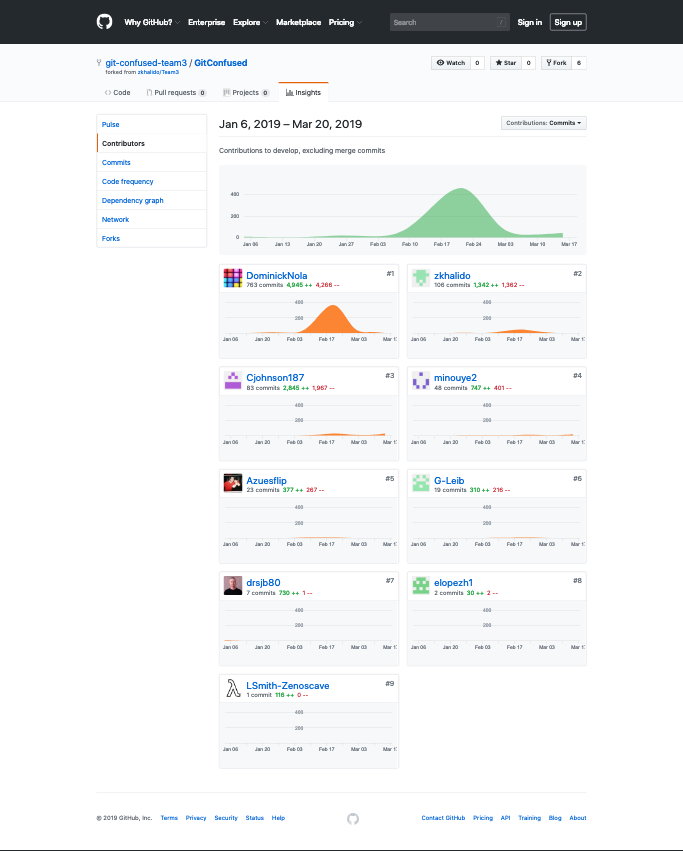 Why GitHub? Enterprise Explore Marketplace Pricing Search / Sign in Sign up
git-confused-team3 / GitConfused Watch 0 Star 0 Fork 6
forked from zkhalido/Team3
Code Pull requests 0 Projects 0 Insights
Pulse
Contributors
Commits
Code frequency
Dependency graph
Network
Forks
Jan 6, 2019 – Mar 20, 2019 Contributions: Commits
Contributions to develop, excluding merge commits
400
200
0
Jan 06 Jan 13 Jan 20 Jan 27 Feb 03 Feb 10 Feb 17 Feb 24 Mar 03 Mar 10 Mar 17
DominickNola #1
763 commits 4,945 ++ 4,266 --
400
200
Jan 06 Jan 20 Feb 03 Feb 17 Mar 03 Mar 1
zkhalido #2
106 commits 1,342 ++ 1,362 --
400
200
Jan 06 Jan 20 Feb 03 Feb 17 Mar 03 Mar 1
Cjohnson187 #3
83 commits 2,845 ++ 1,967 --
400
200
Jan 06 Jan 20 Feb 03 Feb 17 Mar 03 Mar 1
minouye2 #4
48 commits 747 ++ 401 --
400
200
Jan 06 Jan 20 Feb 03 Feb 17 Mar 03 Mar 1
Azuesflip #5
23 commits 377 ++ 267 --
400
200
Jan 06 Jan 20 Feb 03 Feb 17 Mar 03 Mar 1
G-Leib #6
19 commits 310 ++ 216 --
400
200
Jan 06 Jan 20 Feb 03 Feb 17 Mar 03 Mar 1
drsjb80 #7
7 commits 730 ++ 1 --
400
200
Jan 06 Jan 20 Feb 03 Feb 17 Mar 03 Mar 1
elopezh1 #8
2 commits 30 ++ 2 --
400
200
Jan 06 Jan 20 Feb 03 Feb 17 Mar 03 Mar 1
LSmith-Zenoscave #9
1 commit 116 ++ 0 --
400
200
Jan 06 Jan 20 Feb 03 Feb 17 Mar 03 Mar 1
© 2019 GitHub, Inc. Terms Privacy Security Status Help Contact GitHub Pricing API Training Blog About